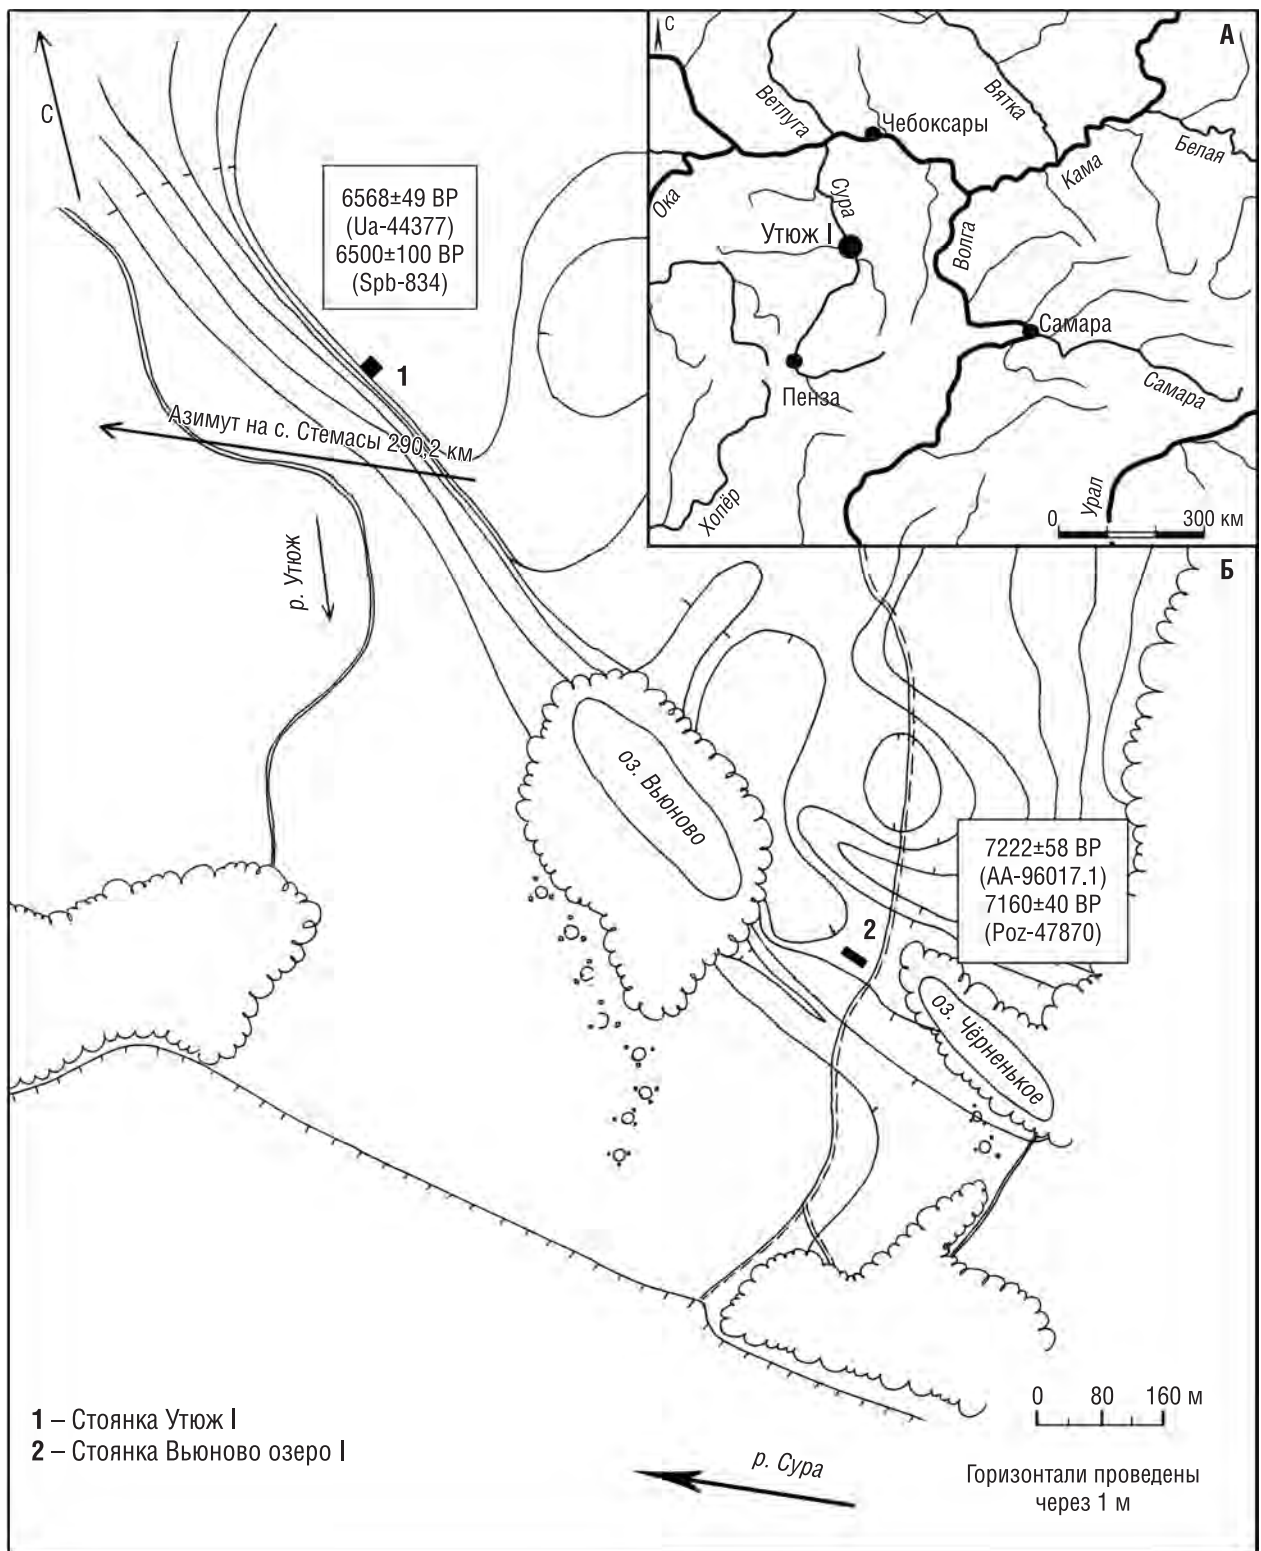 С
6568±49 BP
(Ua-44377)
6500±100 BP
(Spb-834)
1
Азимут на с. Стемасы 290,2 км
р. Утюж
А
С
Ветлуга
Вятка
Чебоксары
Белая
Кама
Ока
Сура
Утюж I
Волга
Самара
Самара
Пенза
Хопёр
Урал
0 300 км
Б
оз. Вьюново
7222±58 BP
(AA-96017.1)
7160±40 BP
(Poz-47870)
2
оз. Чёрненькое
0 80 160 м
1 – Стоянка Утюж I
2 – Стоянка Вьюново озеро I
р. Сура
Горизонтали проведены
через 1 м